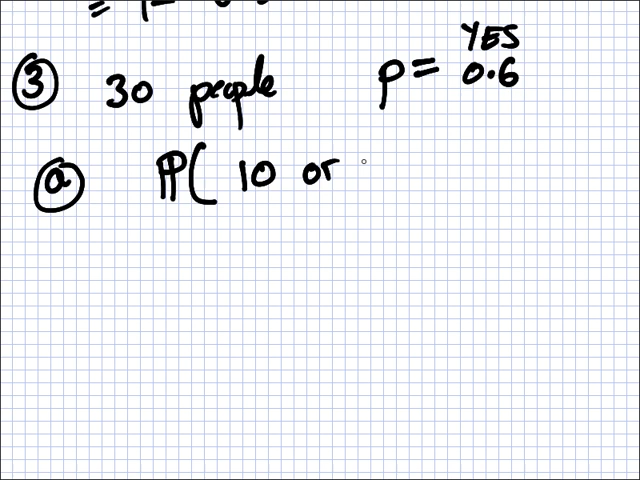 YES
③ 30 people p = 0.6
ⓐ ℙ( 10 or